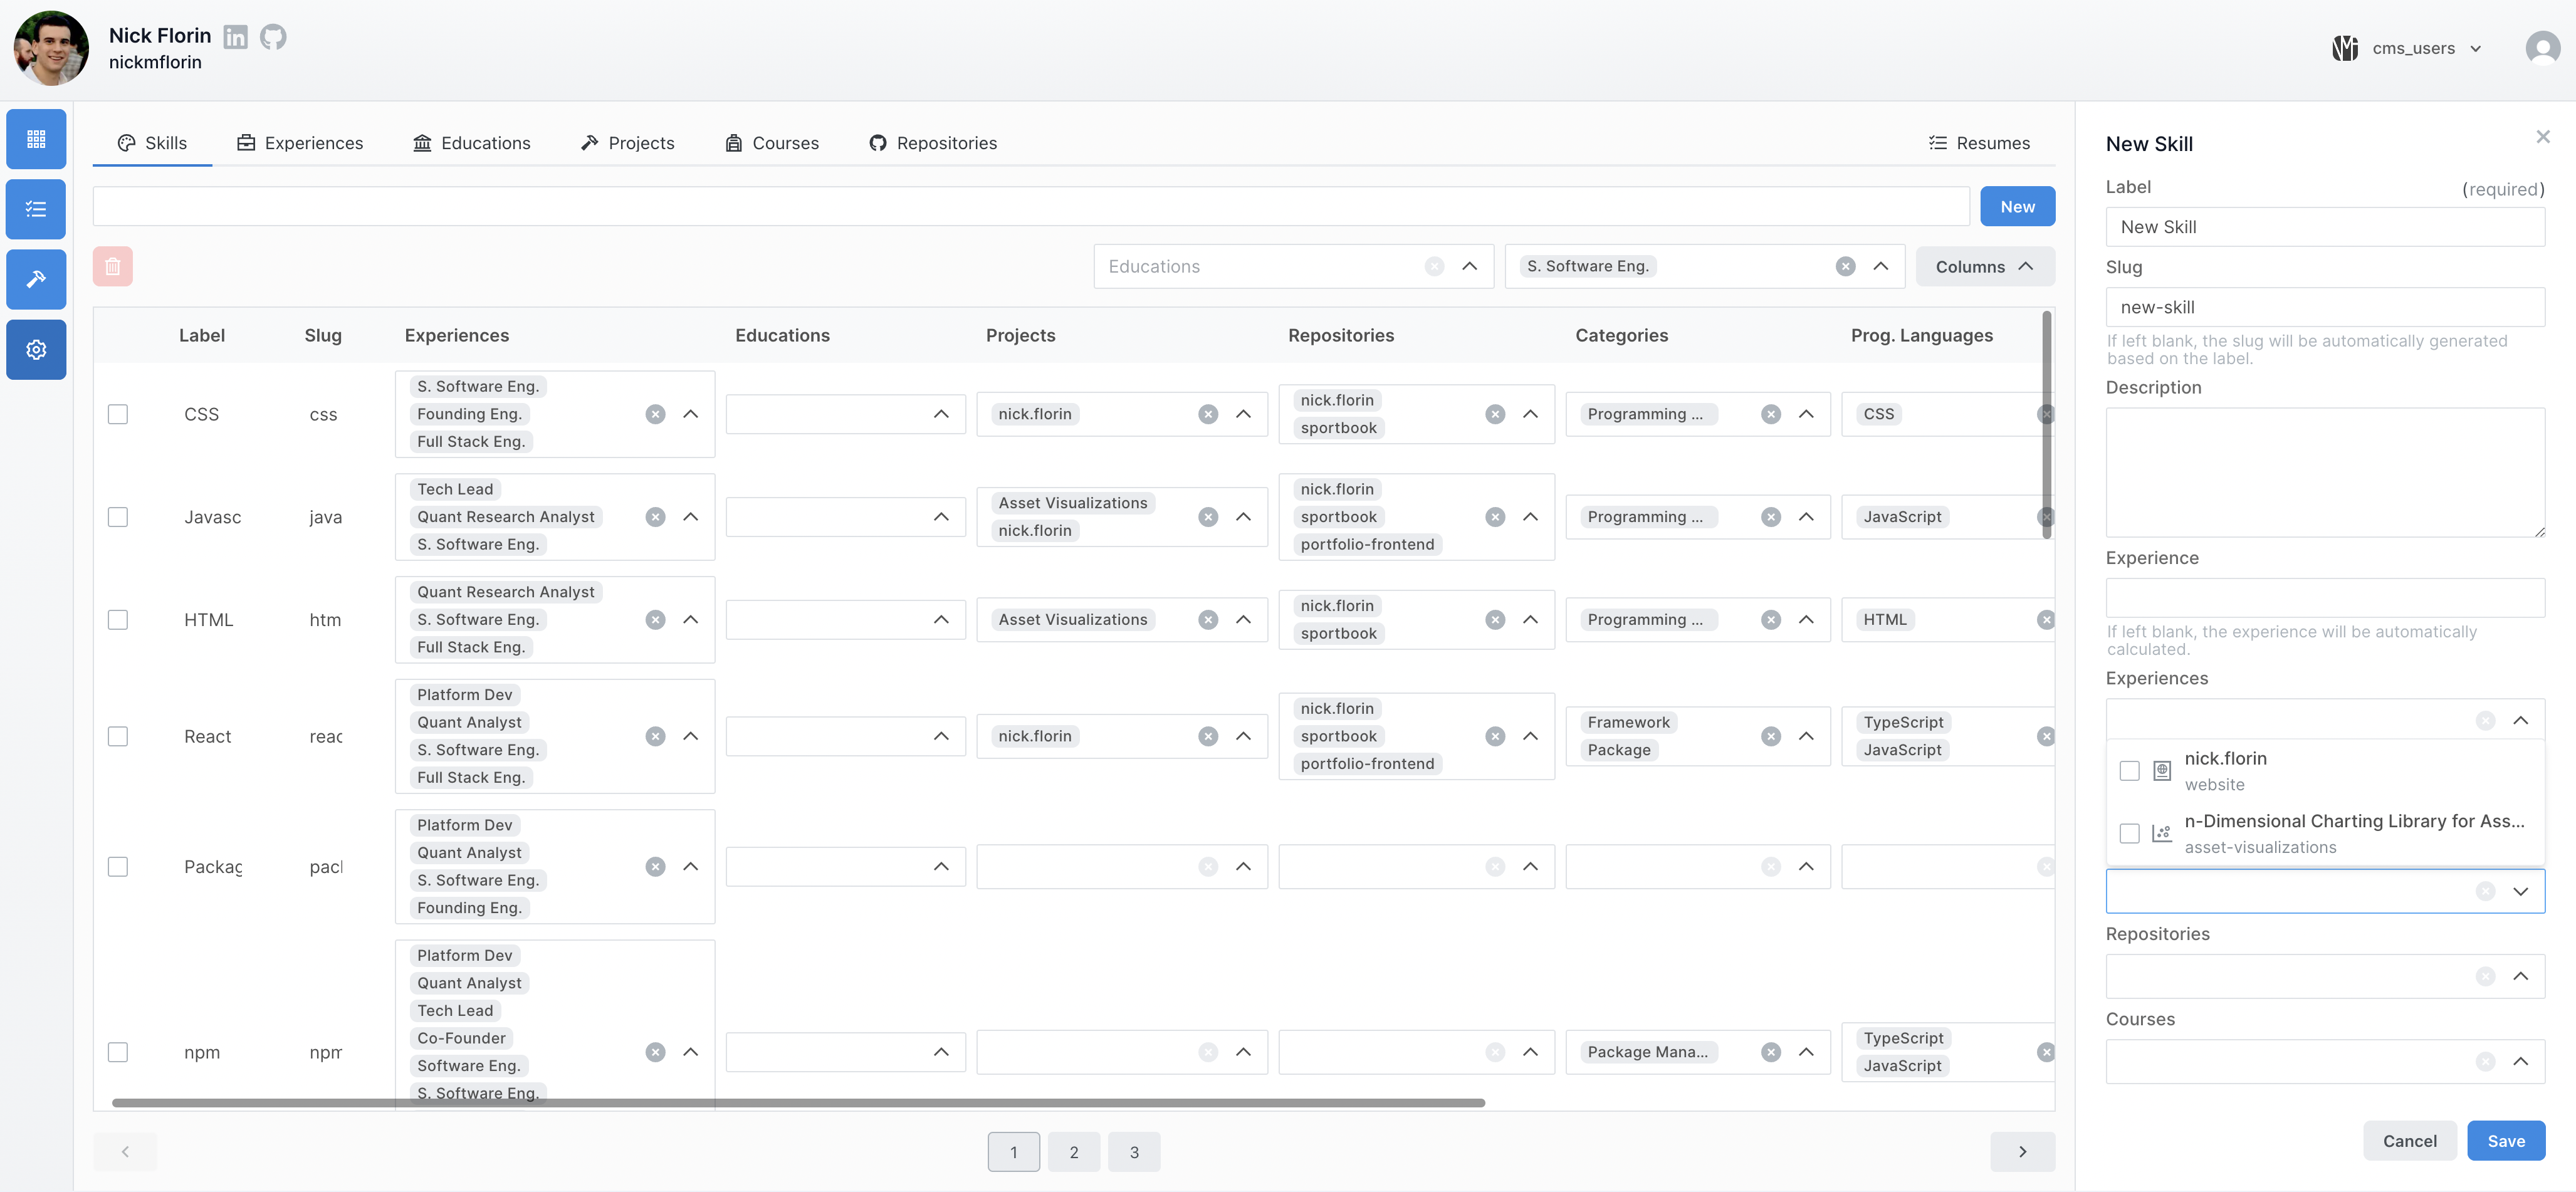 Nick Florin
nickmflorin
cms_users
Skills
Experiences
Educations
Projects
Courses
Repositories
Resumes
New
Educations
S. Software Eng.
Columns
Label Slug Experiences Educations Projects Repositories Categories Prog. Languages
CSS
css
S. Software Eng.
Founding Eng.
Full Stack Eng.
nick.florin
nick.florin
sportbook
Programming ...
CSS
Javasc
java
Tech Lead
Quant Research Analyst
S. Software Eng.
Asset Visualizations
nick.florin
nick.florin
sportbook
portfolio-frontend
Programming ...
JavaScript
HTML
htm
Quant Research Analyst
S. Software Eng.
Full Stack Eng.
Asset Visualizations
nick.florin
sportbook
Programming ...
HTML
React
reac
Platform Dev
Quant Analyst
S. Software Eng.
Full Stack Eng.
nick.florin
nick.florin
sportbook
portfolio-frontend
Framework
Package
TypeScript
JavaScript
Packag
pack
Platform Dev
Quant Analyst
S. Software Eng.
Founding Eng.
npm
npm
Platform Dev
Quant Analyst
Tech Lead
Co-Founder
Software Eng.
S. Software Eng.
Package Mana...
TypeScript
JavaScript
1
2
3
New Skill
Label (required)
New Skill
Slug
new-skill
If left blank, the slug will be automatically generated
based on the label.
Description
Experience
If left blank, the experience will be automatically
calculated.
Experiences
nick.florin
website
n-Dimensional Charting Library for Ass...
asset-visualizations
Repositories
Courses
Cancel
Save